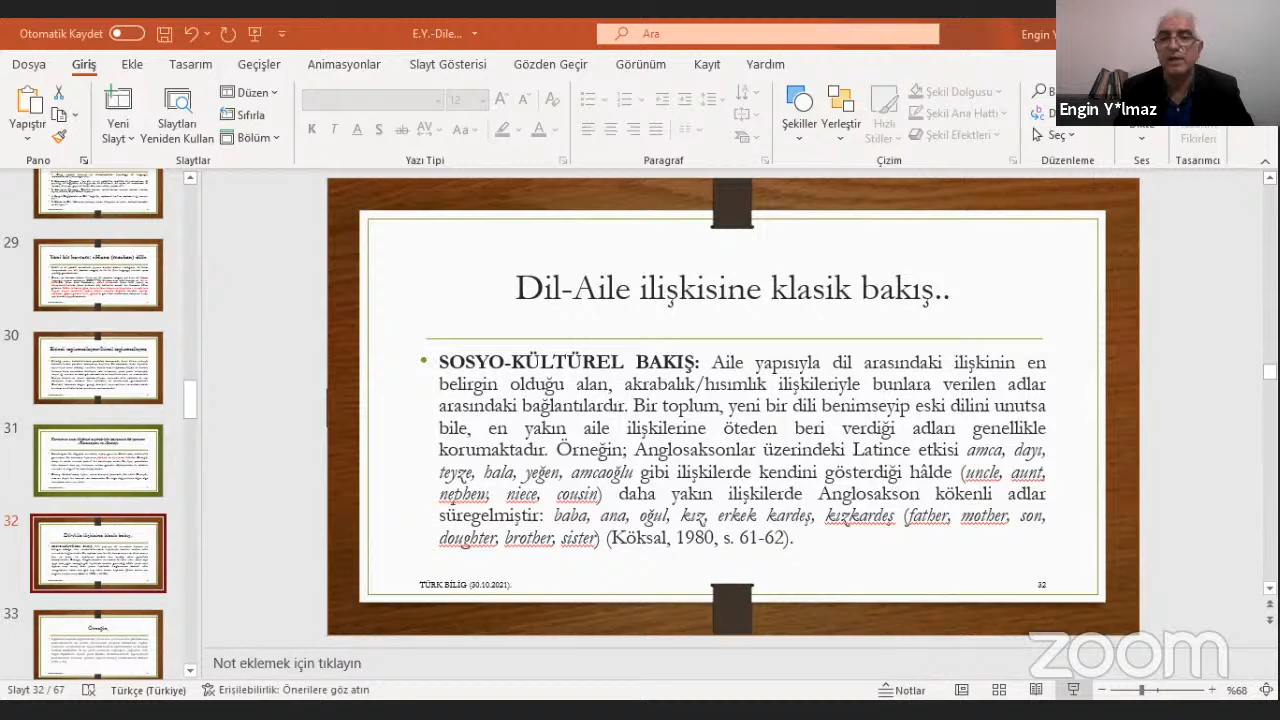 Otomatik Kaydet
E.Y.-Dile...
Ara
Engin Y
Engin Y*lmaz
Dosya
Giriş
Ekle
Tasarım
Geçişler
Animasyonlar
Slayt Gösterisi
Gözden Geçir
Görünüm
Kayıt
Yardım
Yapıştır
Yeni
Slayt
Slaytları
Yeniden Kullan
Düzen
Sıfırla
Bölüm
12
K T A S ab AV Aa
Şekiller
Yerleştir
Hızlı
Stiller
Şekil Dolgusu
Şekil Ana Hattı
Şekil Efektleri
Seç
Dikte
Tasarım
Fikirleri
Pano
Slaytlar
Yazı Tipi
Paragraf
Çizim
Düzenleme
Ses
Tasarımcı
29
30
31
32
33
Dil-Aile ilişkisine klasik bakış..
• SOSYO-KÜLTÜREL BAKIŞ: Aile yapısıyla dil arasındaki ilişkinin en
belirgin olduğu alan, akrabalık/hısımlık ilişkileriyle bunlara verilen adlar
arasındaki bağlantılardır. Bir toplum, yeni bir dili benimseyip eski dilini unutsa
bile, en yakın aile ilişkilerine öteden beri verdiği adları genellikle
korumaktadır. Örneğin; Anglosaksonlar üzerindeki Latince etkisi amca, dayı,
teyze, hala, yeğen, amcaoğlu gibi ilişkilerde kendini gösterdiği hâlde (uncle, aunt,
nephem, niece, cousin) daha yakın ilişkilerde Anglosakson kökenli adlar
süregelmiştir: baba, ana, oğul, kız, erkek kardeş, kızkardeş (father, mother, son,
doughter, brother, sister) (Köksal, 1980, s. 61-62).
TÜRK BİLİG (30.10.2021).
32
zoom
Not eklemek için tıklayın
Slayt 32 / 67
Türkçe (Türkiye)
Erişilebilirlik: Önerilere göz atın
Notlar
%68